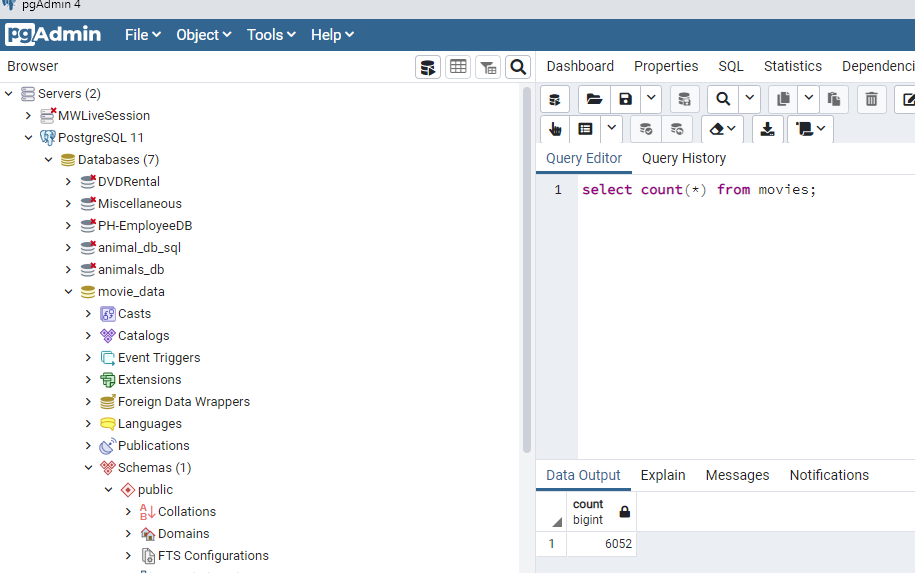 pgAdmin 4
pgAdmin File Object Tools Help
Browser
Dashboard Properties SQL Statistics Dependenci
Servers (2)
MWLiveSession
PostgreSQL 11
Databases (7)
DVDRental
Miscellaneous
PH-EmployeeDB
animal_db_sql
animals_db
movie_data
Casts
Catalogs
Event Triggers
Extensions
Foreign Data Wrappers
Languages
Publications
Schemas (1)
public
Collations
Domains
FTS Configurations
Query Editor Query History
1 select count(*) from movies;
Data Output Explain Messages Notifications
count
bigint
1 6052